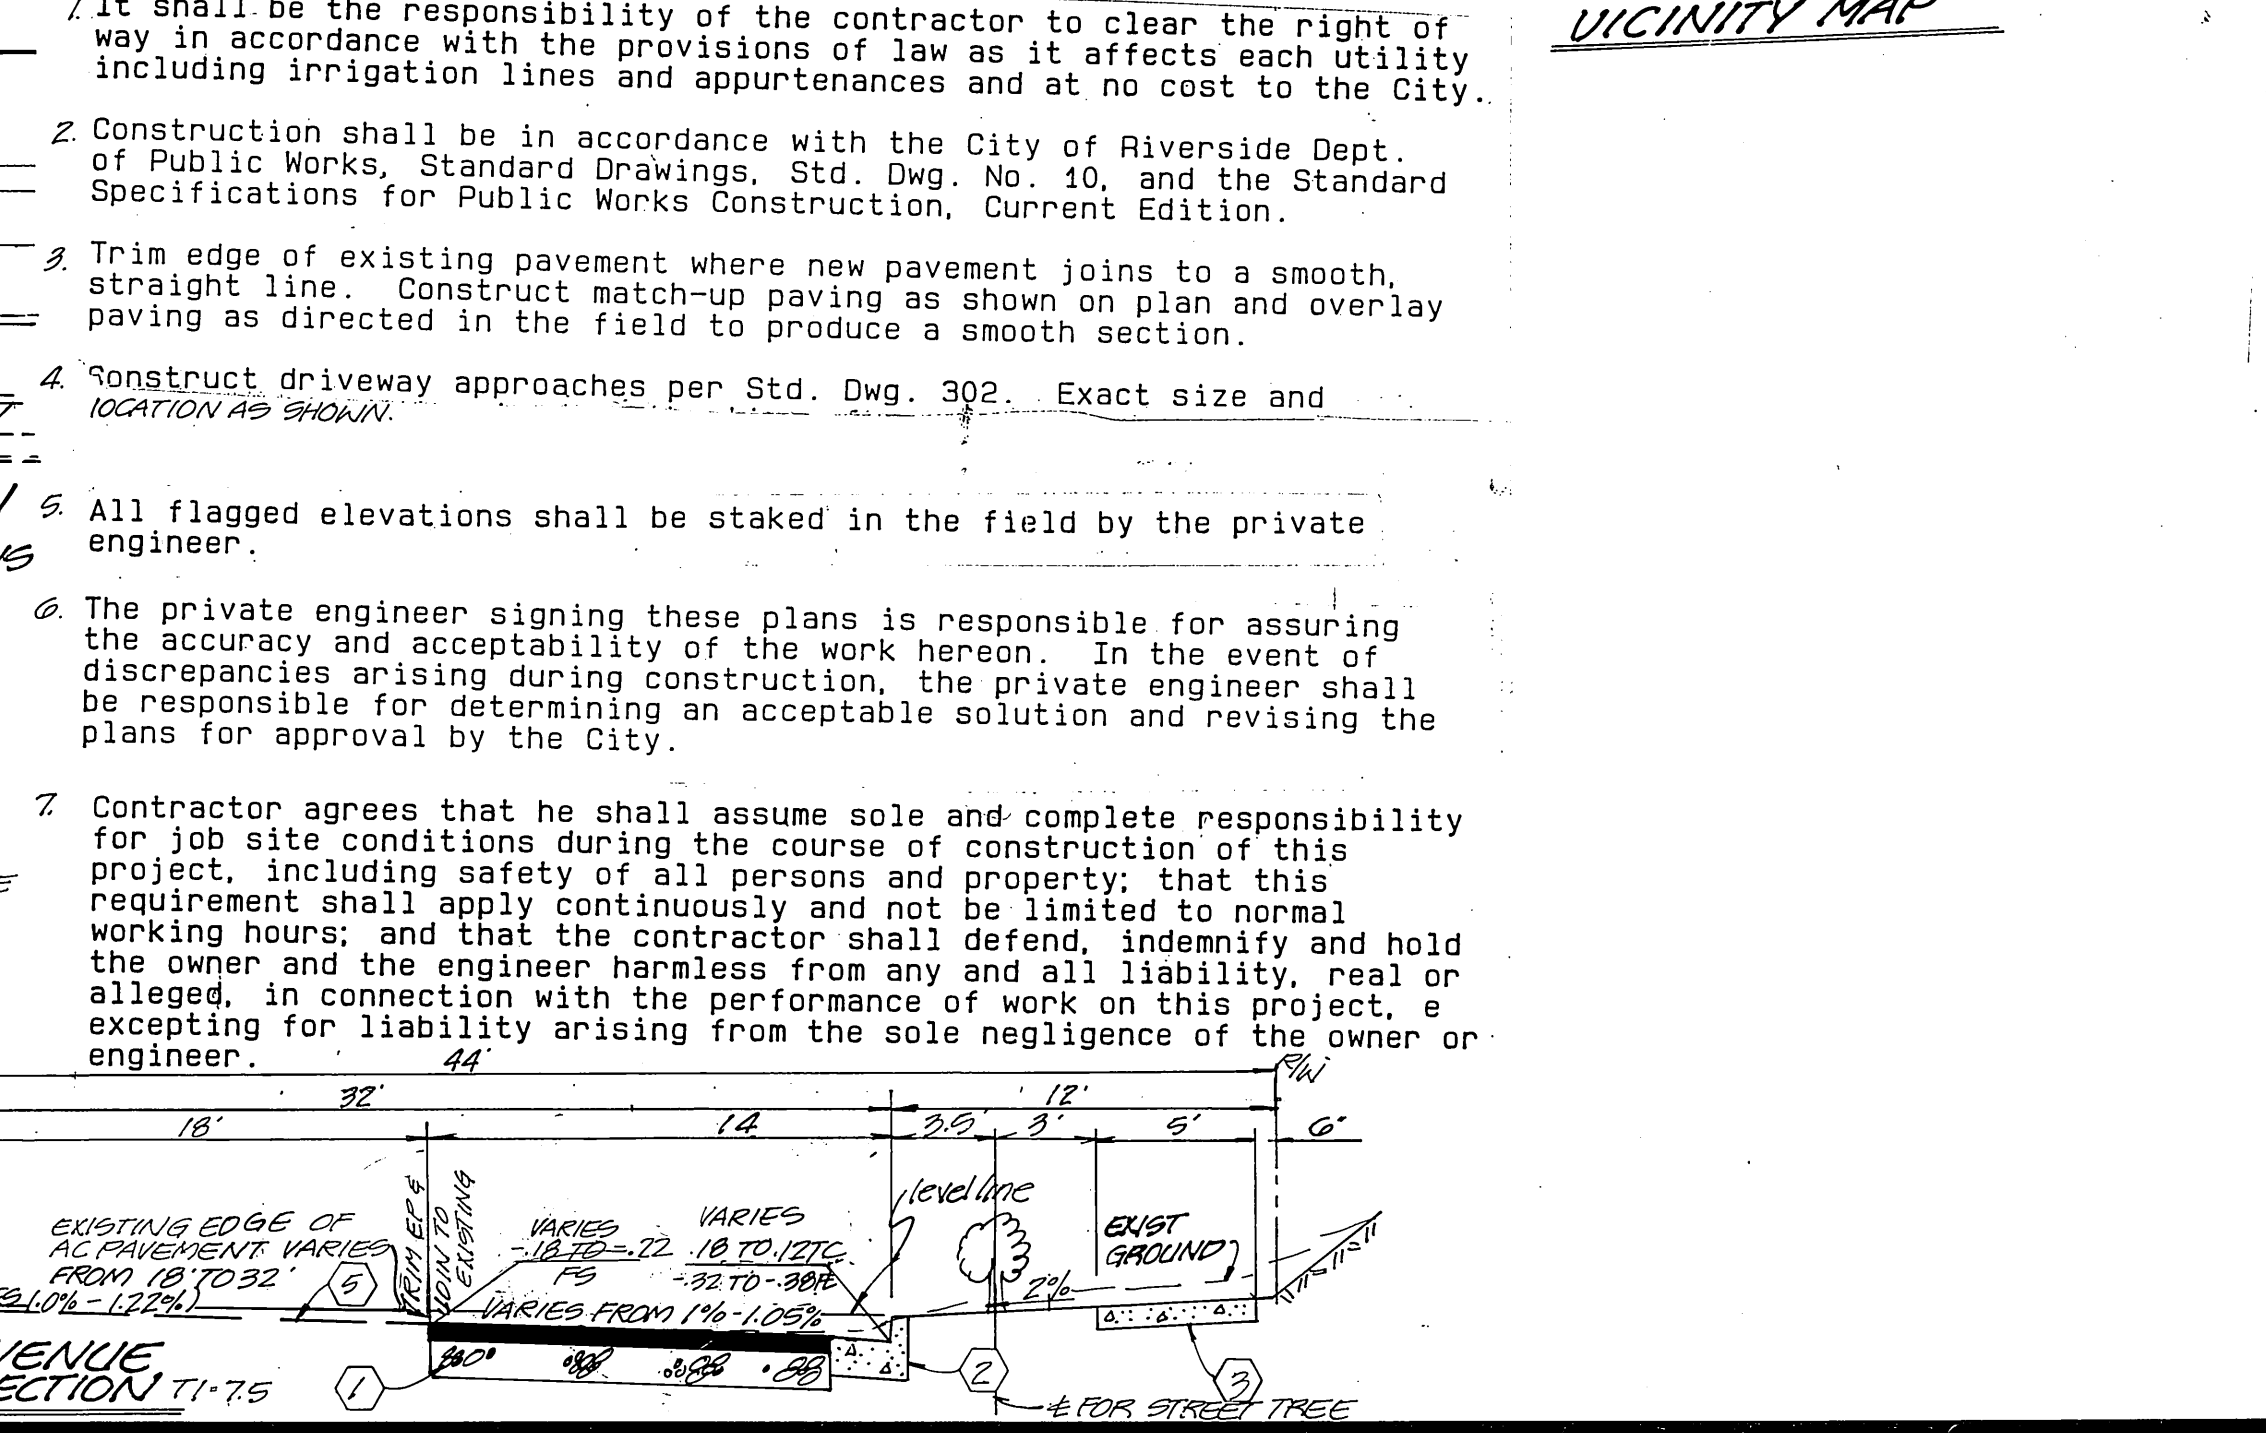 VICINITY MAP
1. It shall be the responsibility of the contractor to clear the right of
way in accordance with the provisions of law as it affects each utility
including irrigation lines and appurtenances and at no cost to the City.
2. Construction shall be in accordance with the City of Riverside Dept.
of Public Works, Standard Drawings, Std. Dwg. No. 10, and the Standard
Specifications for Public Works Construction, Current Edition.
3. Trim edge of existing pavement where new pavement joins to a smooth,
straight line. Construct match-up paving as shown on plan and overlay
paving as directed in the field to produce a smooth section.
4. Construct driveway approaches per Std. Dwg. 302. Exact size and
lOCATION AS SHOWN.
5. All flagged elevations shall be staked in the field by the private
engineer.
6. The private engineer signing these plans is responsible for assuring
the accuracy and acceptability of the work hereon. In the event of
discrepancies arising during construction, the private engineer shall
be responsible for determining an acceptable solution and revising the
plans for approval by the City.
7. Contractor agrees that he shall assume sole and complete responsibility
for job site conditions during the course of construction of this
project, including safety of all persons and property; that this
requirement shall apply continuously and not be limited to normal
working hours; and that the contractor shall defend, indemnify and hold
the owner and the engineer harmless from any and all liability, real or
alleged, in connection with the performance of work on this project, e
excepting for liability arising from the sole negligence of the owner or
engineer.
44' R/W
32' 12'
18' 14 3.5' 3' 5' 6"
TRIM EP &
JOIN TO
EXISTING
level line
EXISTING EDGE OF
AC PAVEMENT VARIES
FROM 18' TO 32'
1.0% - 1.22%
5
VARIES
-.18 TO -.22
FS
VARIES
.18 TO .12 TC
-.32 TO -.38 FL
VARIES FROM 1% - 1.05%
EXIST
GROUND
2%
VENUE
ECTION TI=7.5
1
2
3
℄ FOR STREET TREE